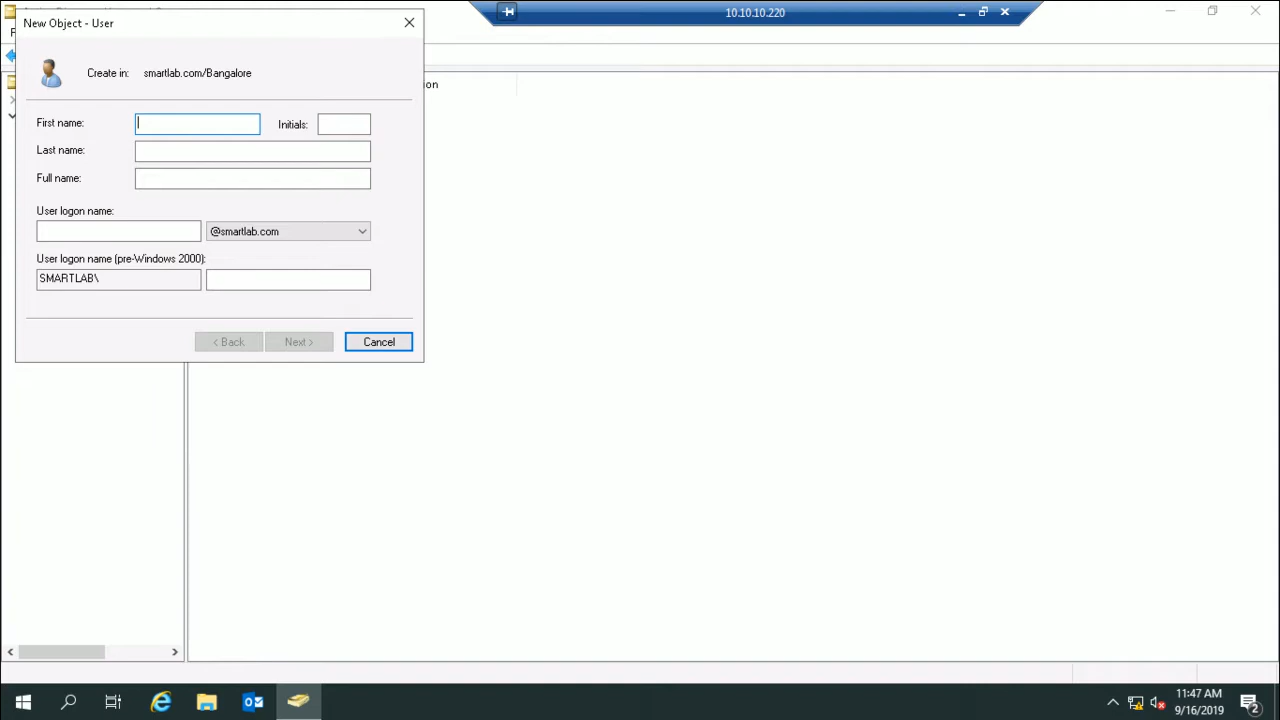 New Object - User
10.10.10.220
Create in: smartlab.com/Bangalore
First name:
Initials:
Last name:
Full name:
User logon name:
@smartlab.com
User logon name (pre-Windows 2000):
SMARTLAB\
< Back
Next >
Cancel
11:47 AM
9/16/2019
2